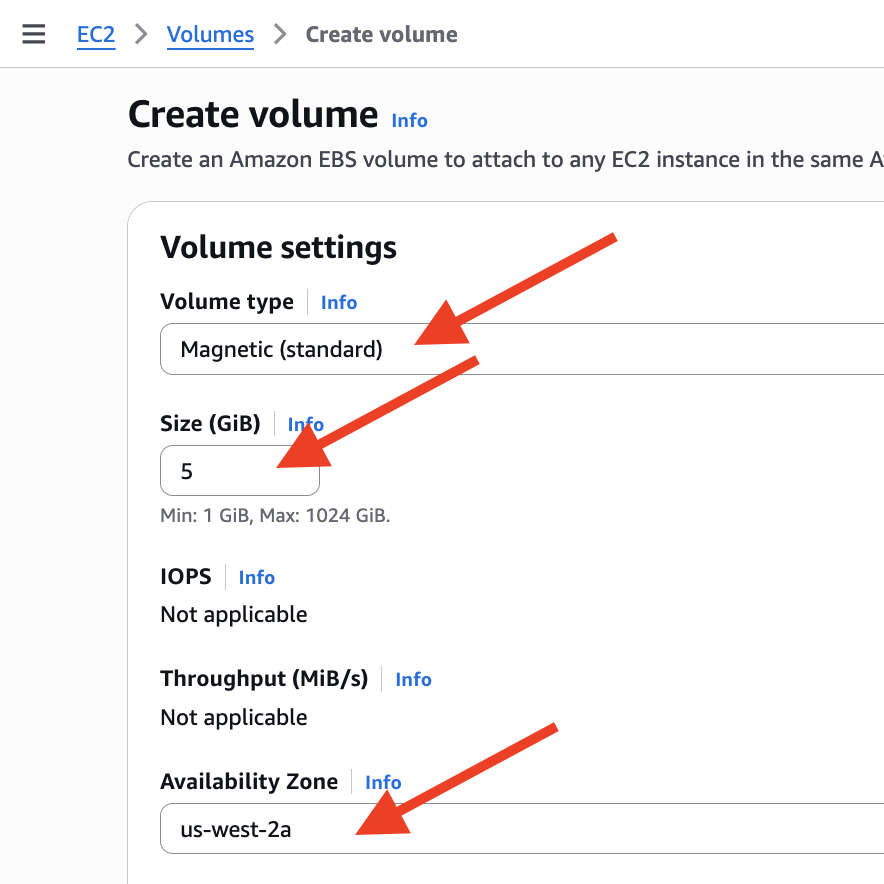 EC2 > Volumes > Create volume
Create volume Info
Create an Amazon EBS volume to attach to any EC2 instance in the same
Volume settings
Volume type | Info
Magnetic (standard)
Size (GiB) | Info
5
Min: 1 GiB, Max: 1024 GiB.
IOPS | Info
Not applicable
Throughput (MiB/s) | Info
Not applicable
Availability Zone | Info
us-west-2a